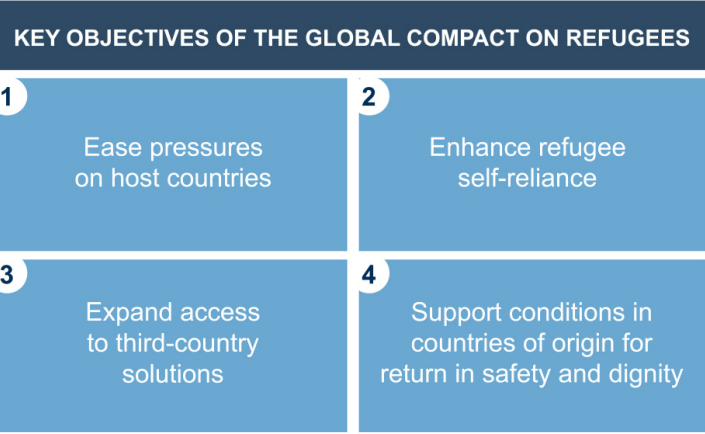 KEY OBJECTIVES OF THE GLOBAL COMPACT ON REFUGEES
1
Ease pressures
on host countries
2
Enhance refugee
self-reliance
3
Expand access
to third-country
solutions
4
Support conditions in
countries of origin for
return in safety and dignity